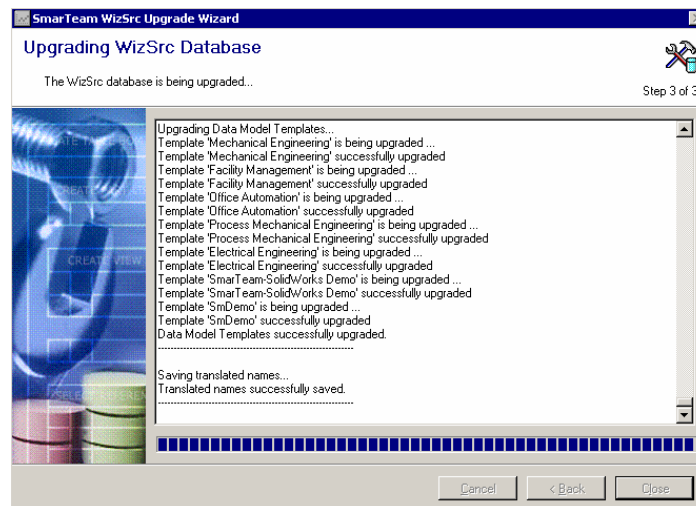 SmarTeam WizSrc Upgrade Wizard
Upgrading WizSrc Database
The WizSrc database is being upgraded...
Step 3 of 3
Upgrading Data Model Templates...
Template 'Mechanical Engineering' is being upgraded ...
Template 'Mechanical Engineering' successfully upgraded
Template 'Facility Management' is being upgraded ...
Template 'Facility Management' successfully upgraded
Template 'Office Automation' is being upgraded ...
Template 'Office Automation' successfully upgraded
Template 'Process Mechanical Engineering' is being upgraded ...
Template 'Process Mechanical Engineering' successfully upgraded
Template 'Electrical Engineering' is being upgraded ...
Template 'Electrical Engineering' successfully upgraded
Template 'SmarTeam-SolidWorks Demo' is being upgraded ...
Template 'SmarTeam-SolidWorks Demo' successfully upgraded
Template 'SmDemo' is being upgraded ...
Template 'SmDemo' successfully upgraded
Data Model Templates successfully upgraded.
------------------------------------------------------------
Saving translated names...
Translated names successfully saved.
------------------------------------------------------------
CREATE VIEW
Cancel
< Back
Close